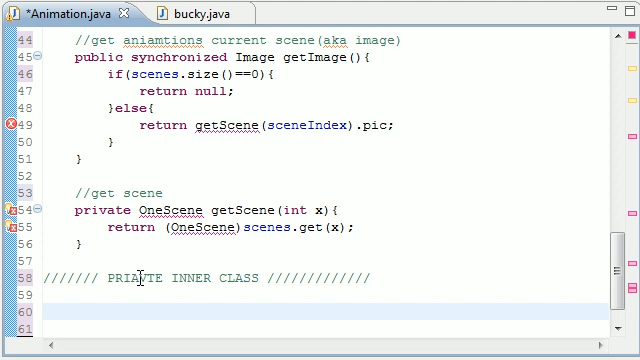 *Animation.java bucky.java
44 //get aniamtions current scene(aka image)
45 public synchronized Image getImage(){
46 if(scenes.size()==0){
47 return null;
48 }else{
49 return getScene(sceneIndex).pic;
50 }
51 }
52
53 //get scene
54 private OneScene getScene(int x){
55 return (OneScene)scenes.get(x);
56 }
57
58 /////// PRIAVTE INNER CLASS /////////////
59
60
61